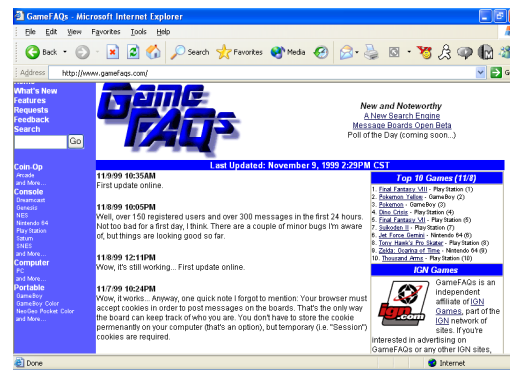 GameFAQs - Microsoft Internet Explorer
File Edit View Favorites Tools Help
Back Search Favorites Media
Address http://www.gamefaqs.com/
What's New
Features
Requests
Feedback
Search
Go
Coin-Op
Arcade
and More...
Console
Dreamcast
Genesis
NES
Nintendo 64
PlayStation
Saturn
SNES
and More...
Computer
PC
and More...
Portable
GameBoy
GameBoy Color
NeoGeo Pocket Color
and More...
Game
FAQs
New and Noteworthy
A New Search Engine
Message Boards Open Beta
Poll of the Day (coming soon...)
Last Updated: November 9, 1999 2:29PM CST
11/9/99 10:35AM
First update online.
11/8/99 10:05PM
Well, over 150 registered users and over 300 messages in the first 24 hours.
Not too bad for a first day, I think. There are a couple of minor bugs I'm aware
of, but things are looking good so far.
11/8/99 12:11PM
Wow, it's still working... First update online.
11/7/99 10:24PM
Wow, it works... Anyway, one quick note I forgot to mention: Your browser must
accept cookies in order to post messages on the boards. That's the only way
the board can keep track of who you are. You don't have to store the cookie
permenantly on your computer (that's an option), but temporary (i.e. "Session")
cookies are required.
Top 10 Games (11/8)
1. Final Fantasy VIII - PlayStation (1)
2. Pokemon Yellow - GameBoy (2)
3. Pokemon - GameBoy (3)
4. Dino Crisis - PlayStation (4)
5. Final Fantasy VII - PlayStation (5)
6. Suikoden II - PlayStation (7)
7. Jet Force Gemini - Nintendo 64 (6)
8. Tony Hawk's Pro Skater - PlayStation (8)
9. Zelda: Ocarina of Time - Nintendo 64 (9)
10. Thousand Arms - PlayStation (10)
IGN Games
ign.com
GameFAQs is an
independent
affiliate of IGN
Games, part of the
IGN network of
sites. If you're
interested in advertising on
GameFAQs or any other IGN sites,
Done
Internet